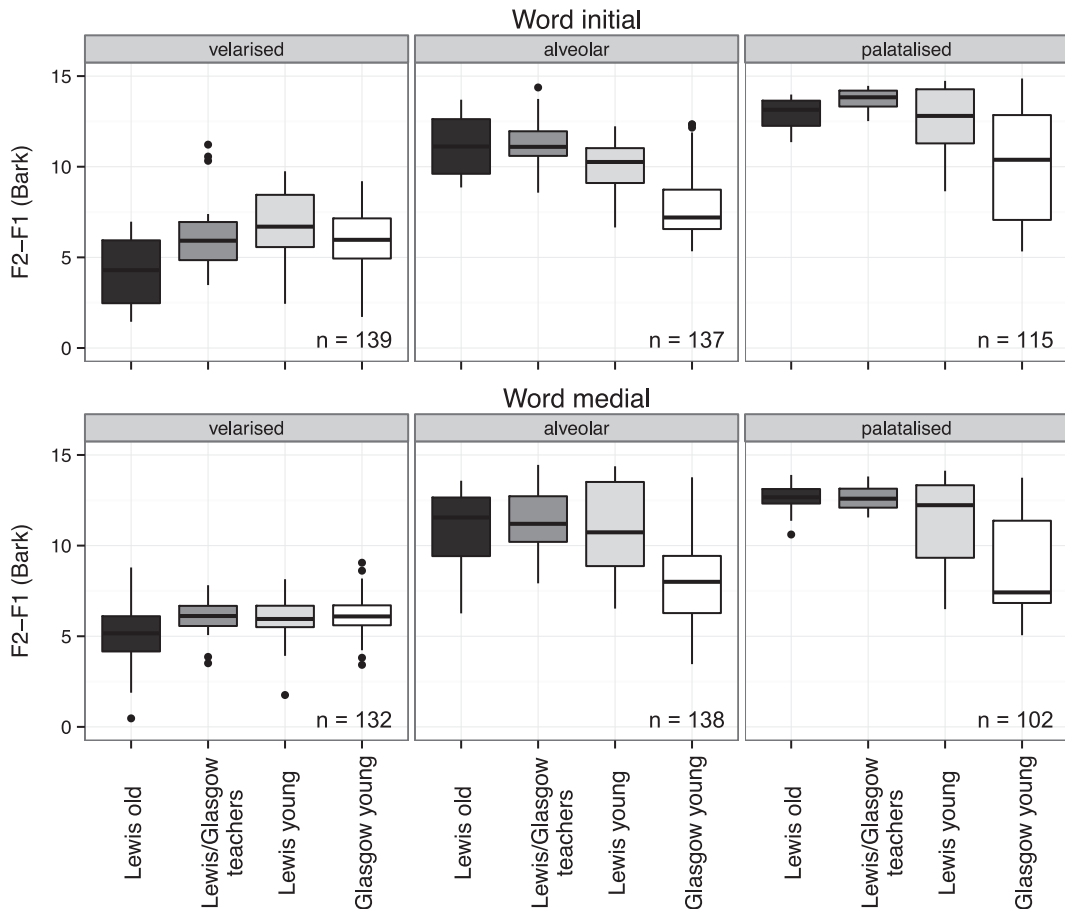 Word initial
velarised
alveolar
palatalised
F2−F1 (Bark)
15
10
5
0
n = 139
n = 137
n = 115
Word medial
velarised
alveolar
palatalised
F2−F1 (Bark)
15
10
5
0
n = 132
n = 138
n = 102
Lewis old
Lewis/Glasgow
teachers
Lewis young
Glasgow young
Lewis old
Lewis/Glasgow
teachers
Lewis young
Glasgow young
Lewis old
Lewis/Glasgow
teachers
Lewis young
Glasgow young